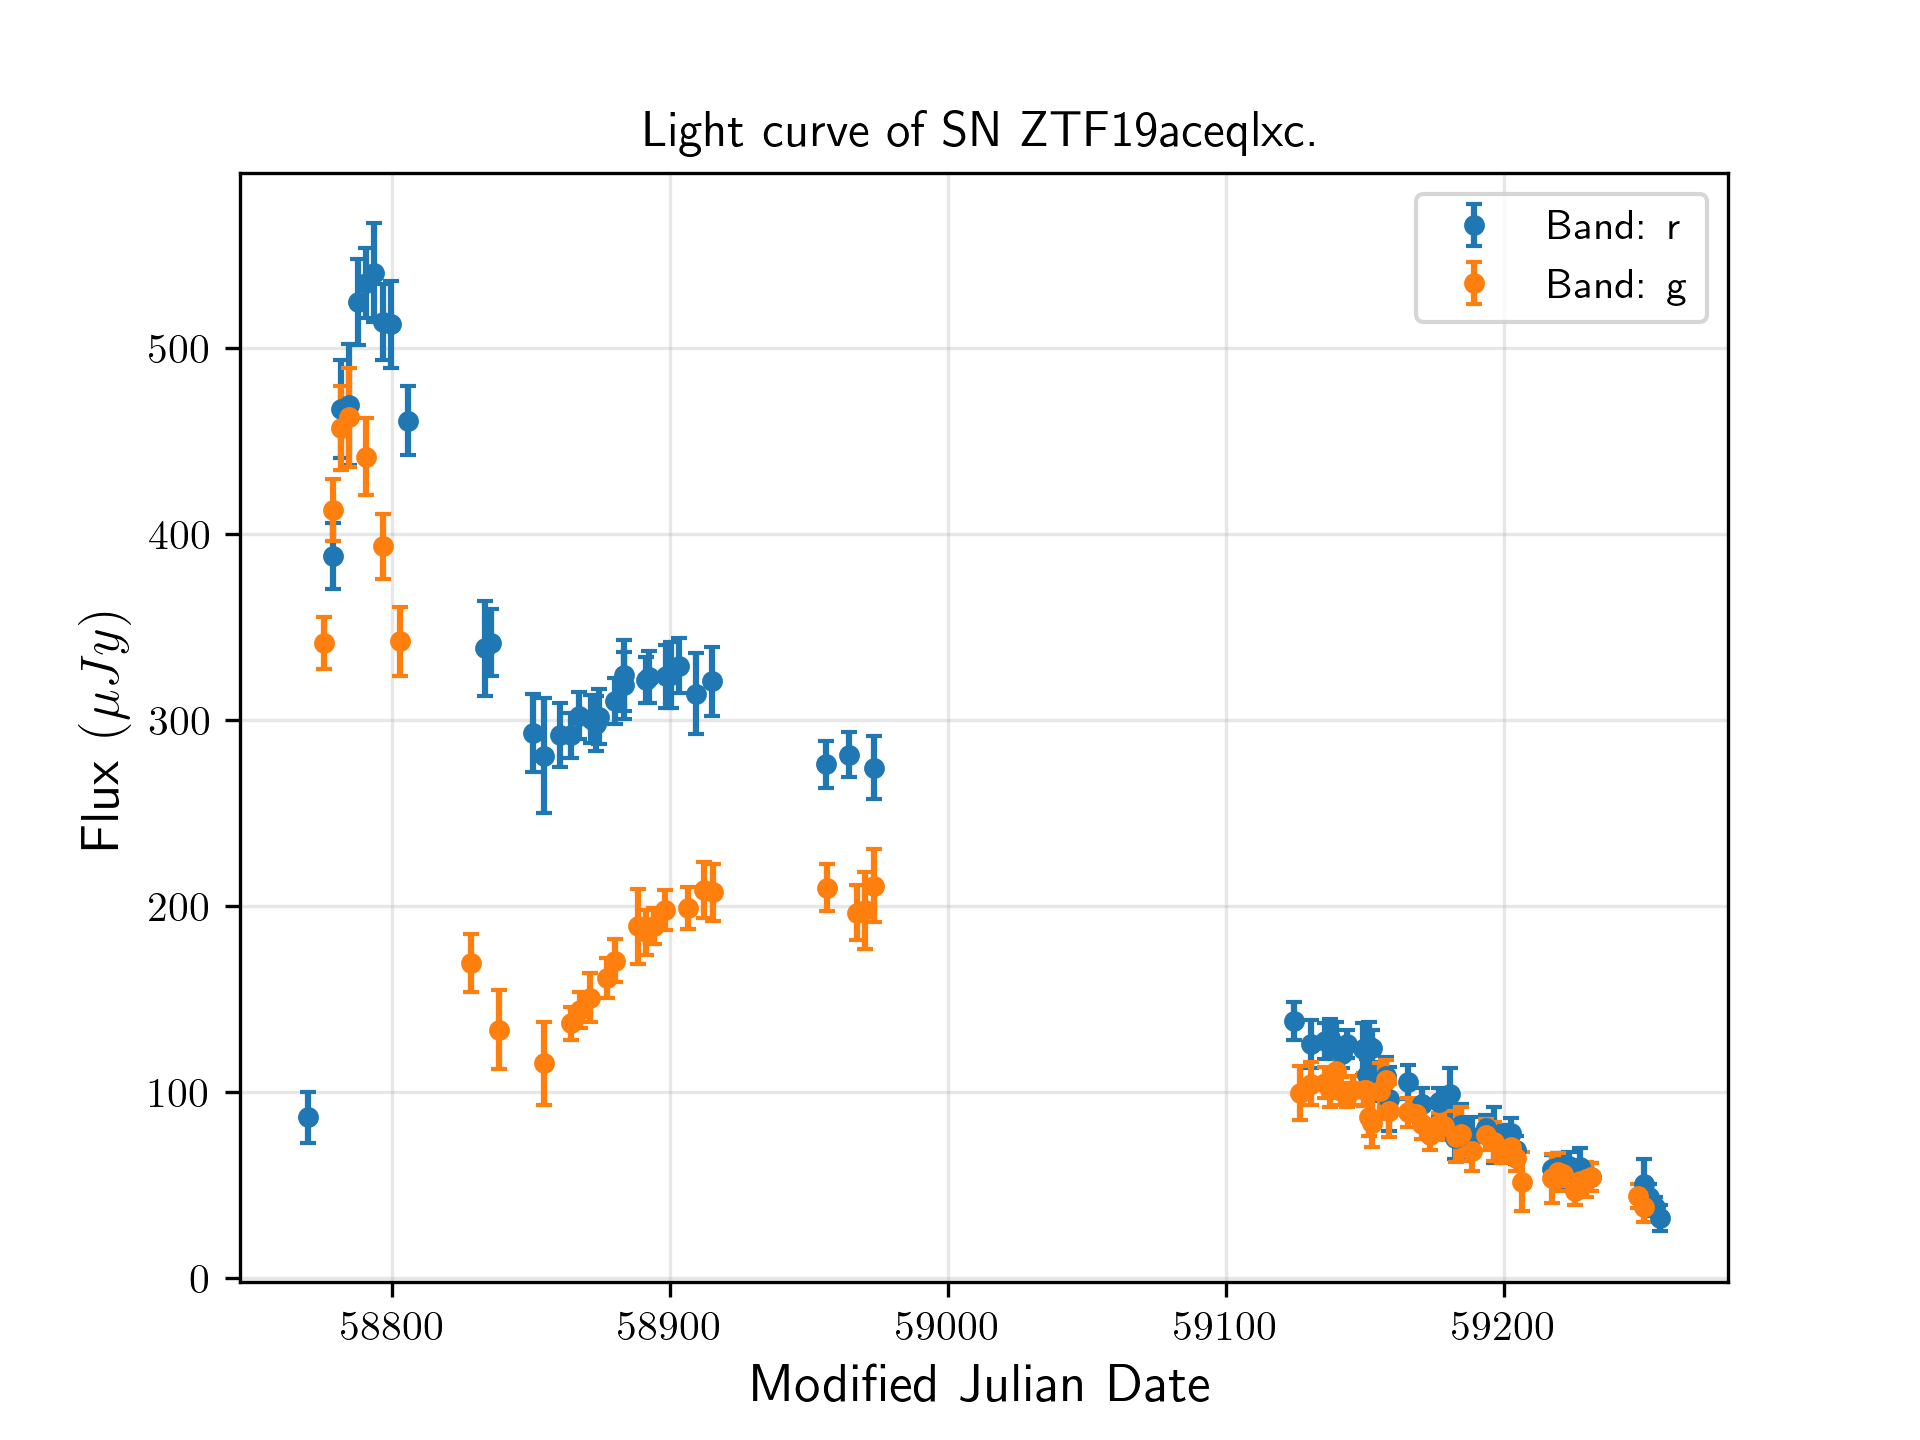 Light curve of SN ZTF19aceqlxc.
Band: r
Band: g
Flux (μJy)
500
400
300
200
100
0
58800 58900 59000 59100 59200
Modified Julian Date